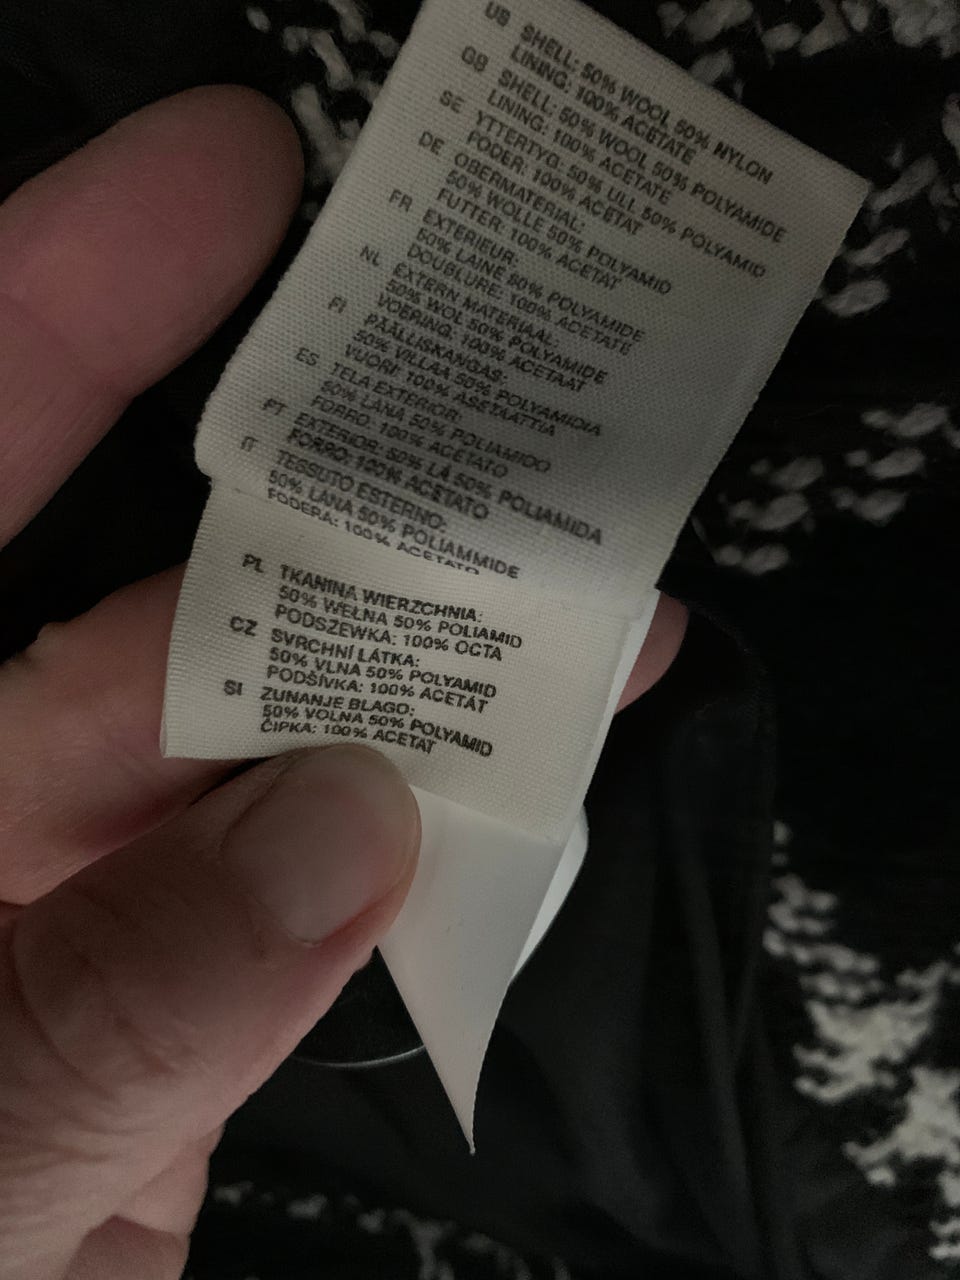 US SHELL: 50% WOOL 50% NYLON
LINING: 100% ACETATE
GB SHELL: 50% WOOL 50% POLYAMIDE
LINING: 100% ACETATE
SE YTTERTYG: 50% ULL 50% POLYAMID
FODER: 100% ACETAT
DE OBERMATERIAL:
50% WOLLE 50% POLYAMID
FUTTER: 100% ACETAT
FR EXTERIEUR:
50% LAINE 50% POLYAMIDE
DOUBLURE: 100% ACETATE
NL EXTERN MATERIAAL:
50% WOL 50% POLYAMIDE
VOERING: 100% ACETAAT
FI PÄÄLLISKANGAS:
50% VILLAA 50% POLYAMIDIA
VUORI: 100% ASETAATTIA
ES TELA EXTERIOR:
50% LANA 50% POLIAMIDO
FORRO: 100% ACETATO
PT EXTERIOR: 50% LÃ 50% POLIAMIDA
FORRO: 100% ACETATO
IT TESSUTO ESTERNO:
50% LANA 50% POLIAMMIDE
FODERA: 100% ACETATO
PL TKANINA WIERZCHNIA:
50% WEŁNA 50% POLIAMID
PODSZEWKA: 100% OCTA
CZ SVRCHNÍ LÁTKA:
50% VLNA 50% POLYAMID
PODŠÍVKA: 100% ACETÁT
SI ZUNANJE BLAGO:
50% VOLNA 50% POLYAMID
ČIPKA: 100% ACETAT